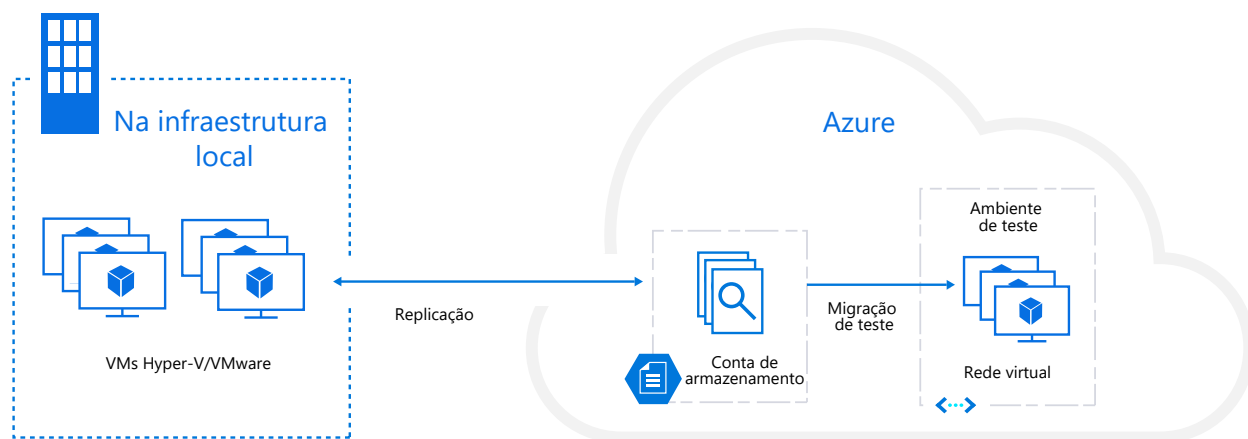 Na infraestrutura
local
VMs Hyper-V/VMware
Replicação
Azure
Conta de
armazenamento
Migração
de teste
Ambiente
de teste
Rede virtual